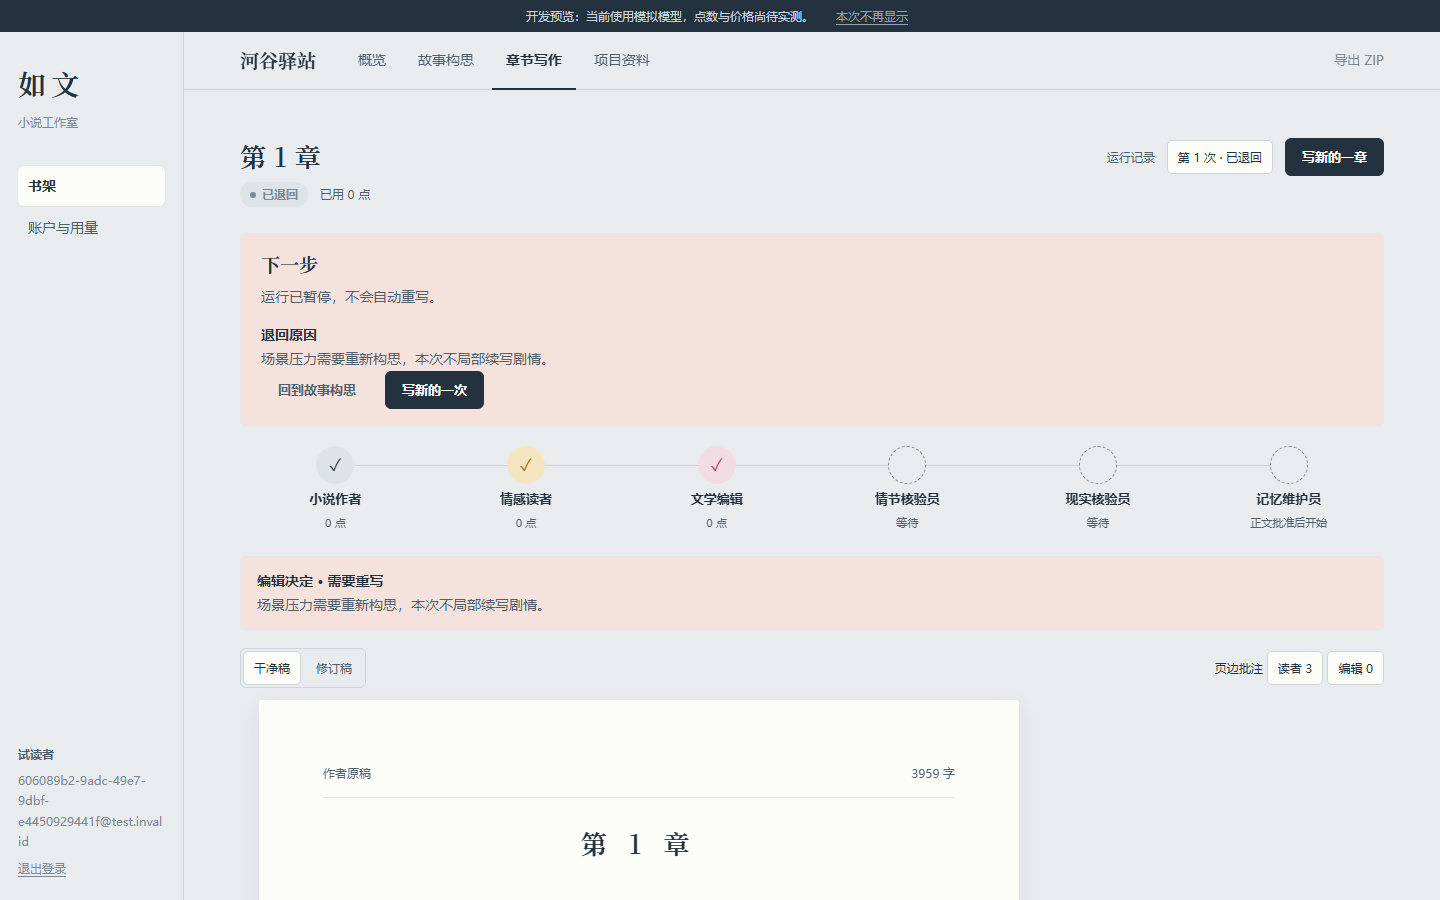 开发预览：当前使用模拟模型，点数与价格尚待实测。 本次不再显示
如文
小说工作室
书架
账户与用量
试读者
606089b2-9adc-49e7-
9dbf-
e4450929441f@test.inval
id
退出登录
河谷驿站 概览 故事构思 章节写作 项目资料 导出 ZIP
第 1 章
运行记录 第 1 次 · 已退回 写新的一章
已退回 已用 0 点
下一步
运行已暂停，不会自动重写。
退回原因
场景压力需要重新构思，本次不局部续写剧情。
回到故事构思 写新的一次
小说作者 情感读者 文学编辑 情节核验员 现实核验员 记忆维护员
0 点 0 点 0 点 等待 等待 正文批准后开始
编辑决定 • 需要重写
场景压力需要重新构思，本次不局部续写剧情。
干净稿 修订稿 页边批注 读者 3 编辑 0
作者原稿 3959 字
第 1 章